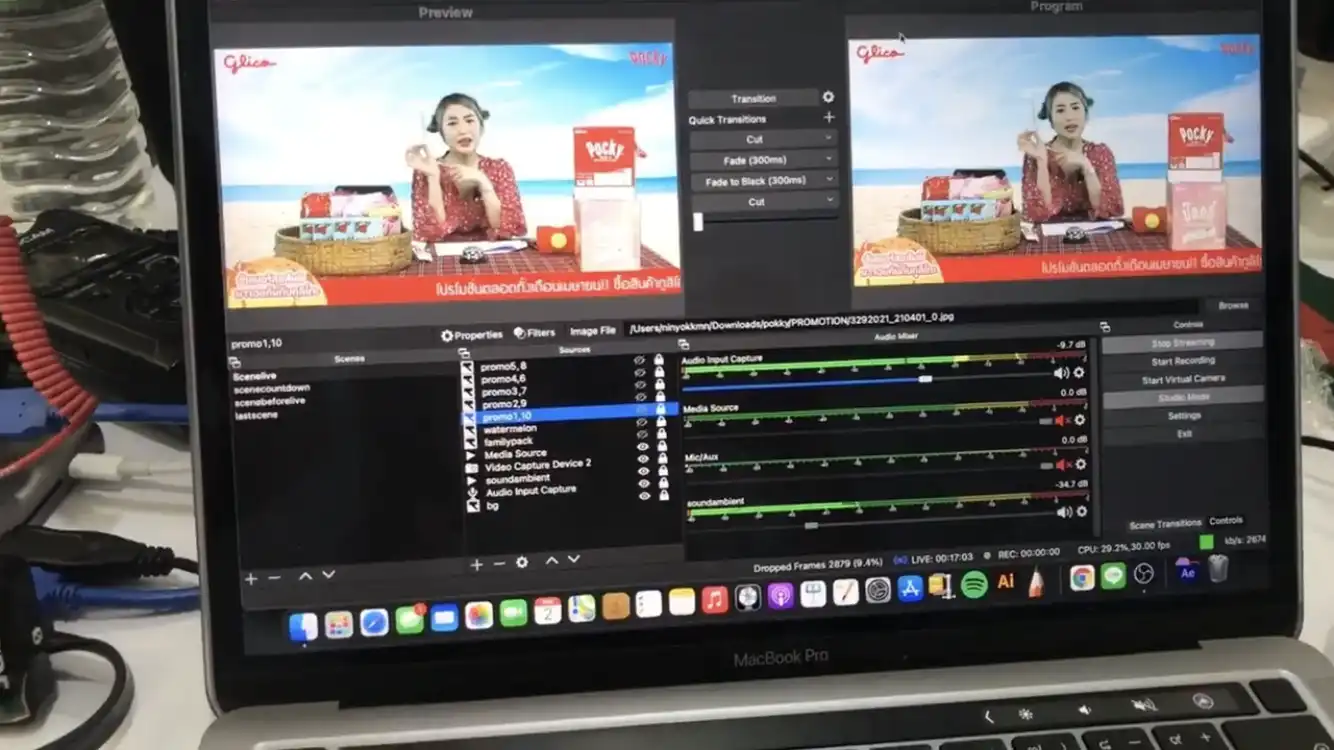 Preview
Program
Glico
POCKY
POCKY
Glico
POCKY
POCKY
ป๊อกกี้
โปรโมชันตลอดทั้งเดือนเมษายน!! ซื้อสินค้ากูลิโ
โปรโมชันตลอดทั้งเดือนเมษายน!! ซื้อสินค้ากูลิ
Transition
Quick Transitions
Cut
Fade (300ms)
Fade to Black (300ms)
Cut
promo1,10
Properties
Filters
Image File
/Users/ninyokkmn/Downloads/pokky/PROMOTION/3292021_210401_0.jpg
Browse
Scenes
Scenelive
scenecountdown
scenebeforelive
lastscene
Sources
promo5,8
promo4,6
promo3,7
promo2,9
promo1,10
watermelon
familypack
Media Source
Video Capture Device 2
soundambient
Audio Input Capture
bg
Audio Mixer
Audio Input Capture
-9.7 dB
Media Source
0.0 dB
Mic/Aux
0.0 dB
soundambient
-34.7 dB
Controls
Stop Streaming
Start Recording
Start Virtual Camera
Studio Mode
Settings
Exit
Scene Transitions
Controls
Dropped Frames 2879 (9.4%)
LIVE: 00:17:03
REC: 00:00:00
CPU: 29.2%,30.00 fps
kb/s: 2674
2
Ai
Ae
MacBook Pro